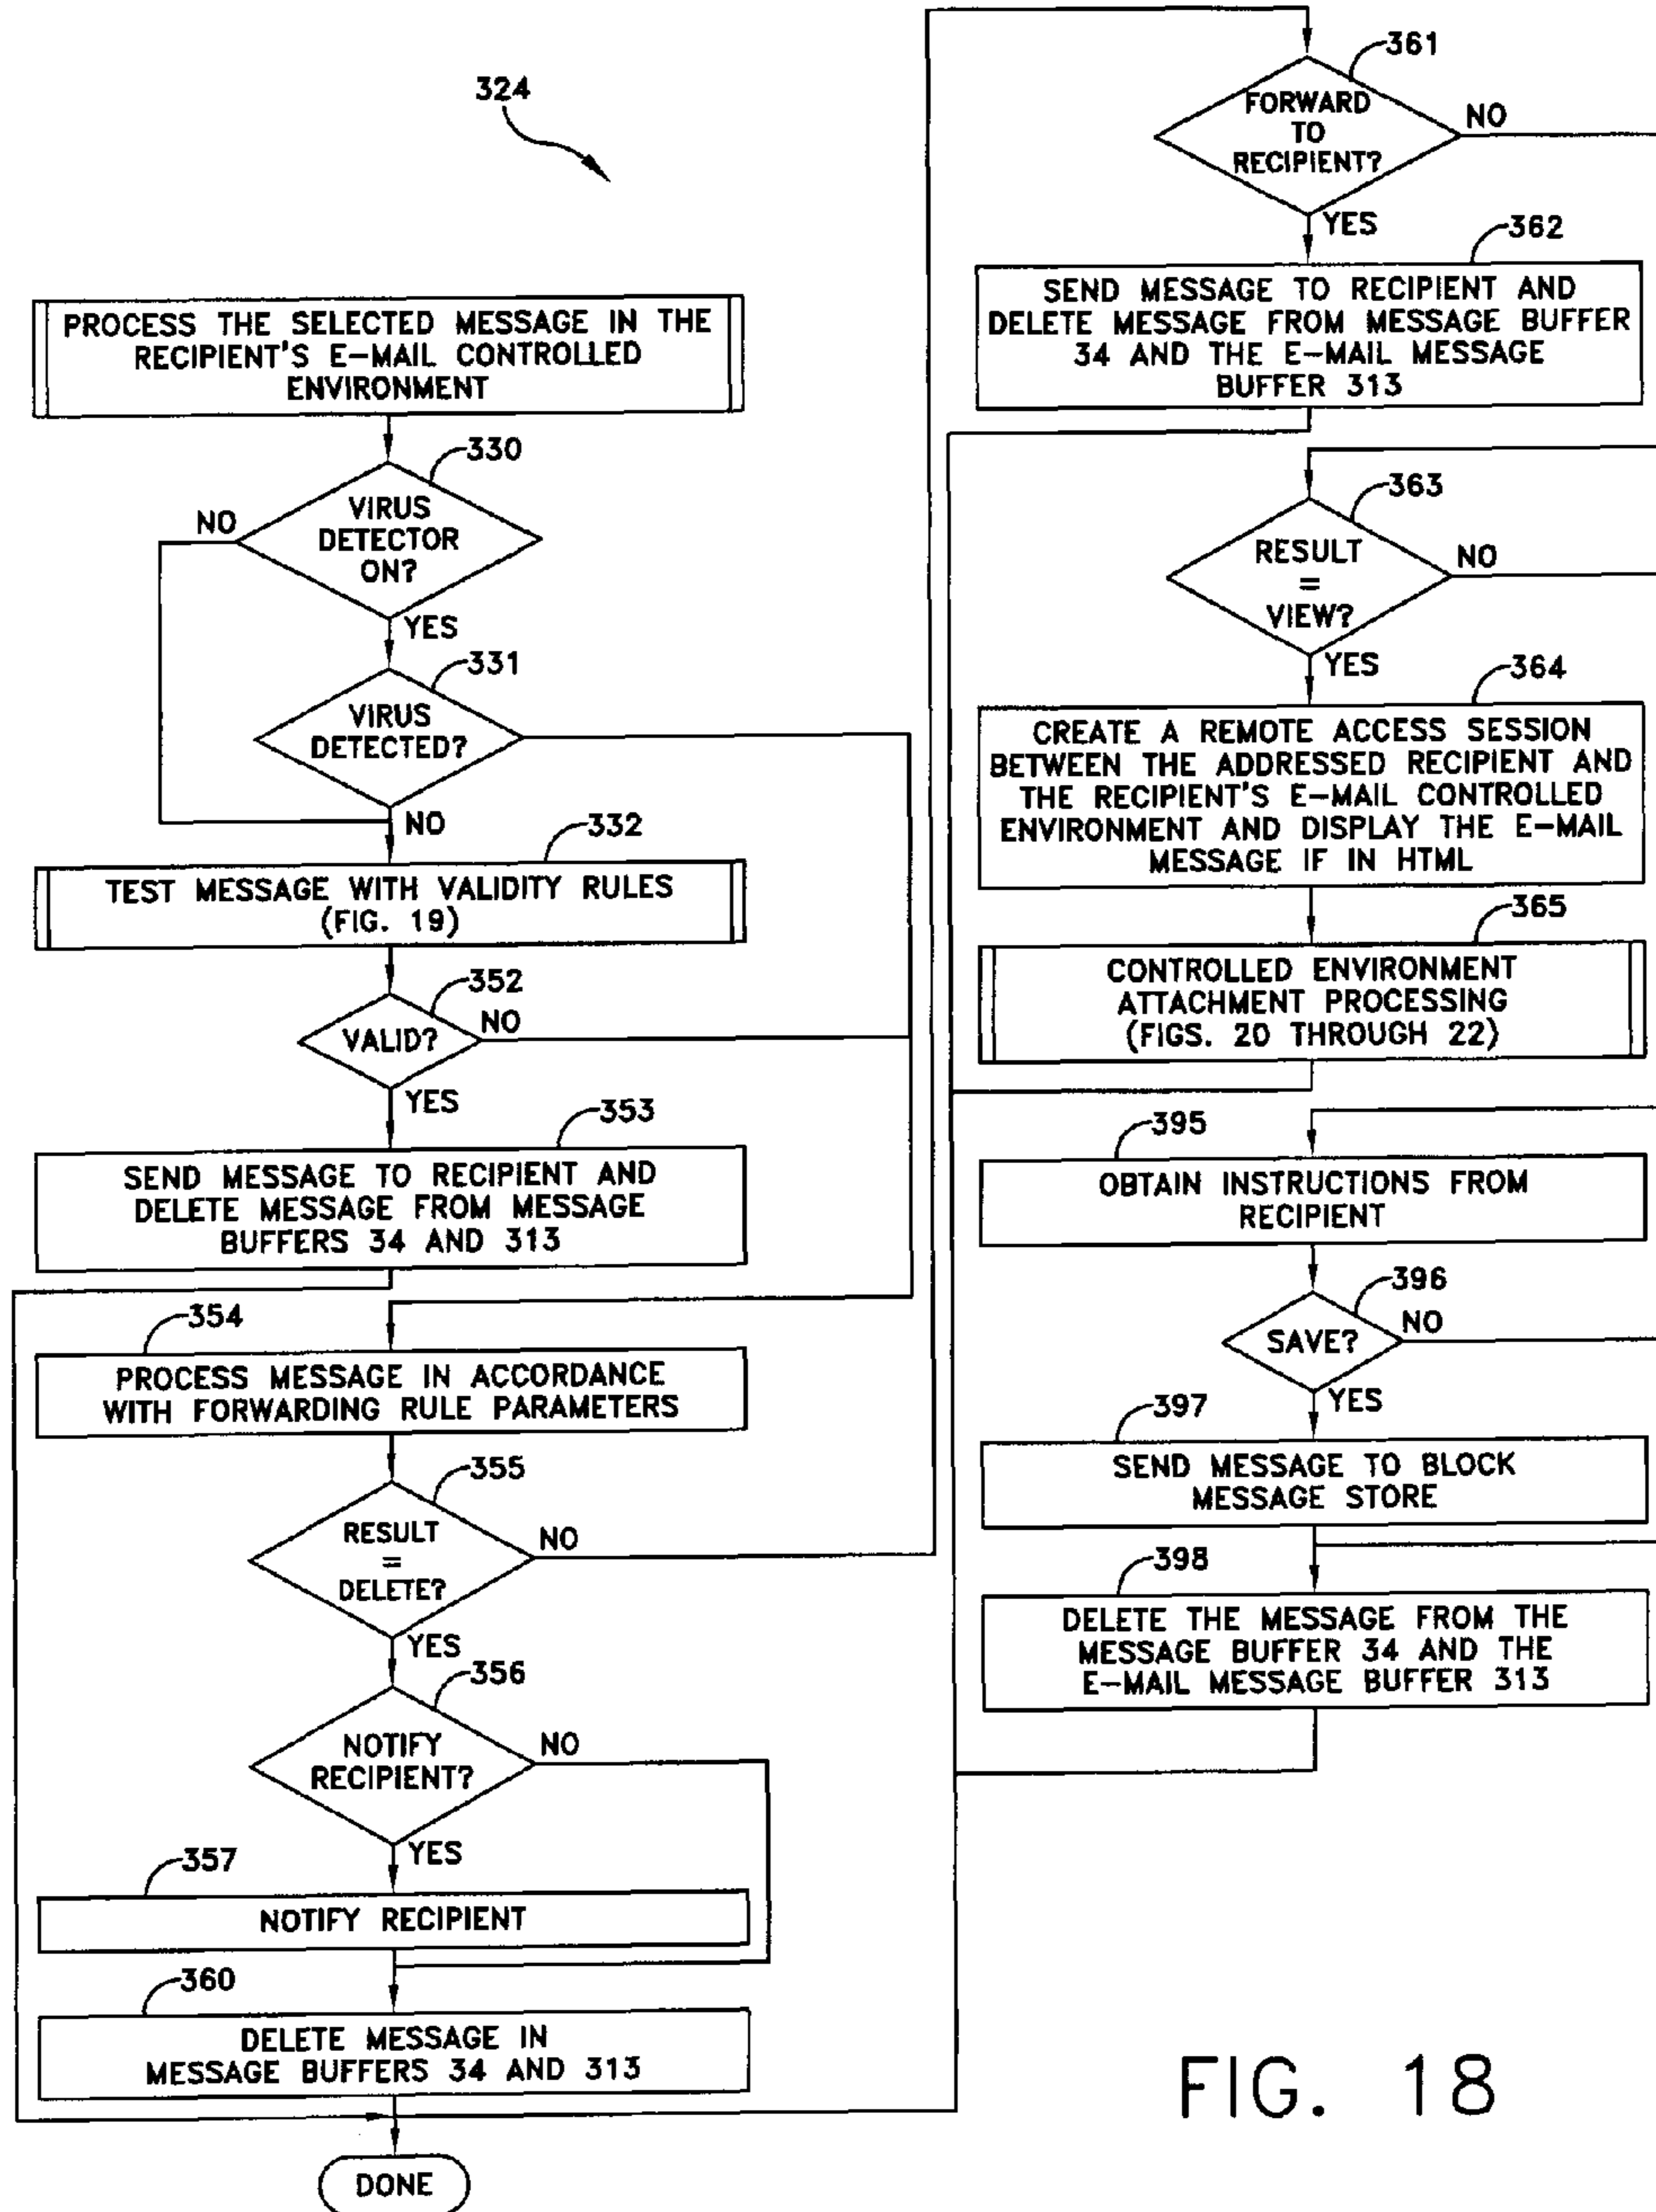 324
PROCESS THE SELECTED MESSAGE IN THE
RECIPIENT'S E-MAIL CONTROLLED
ENVIRONMENT
330
VIRUS
DETECTOR
ON?
NO
YES
331
VIRUS
DETECTED?
NO
332
TEST MESSAGE WITH VALIDITY RULES
(FIG. 19)
352
VALID?
NO
YES
353
SEND MESSAGE TO RECIPIENT AND
DELETE MESSAGE FROM MESSAGE
BUFFERS 34 AND 313
354
PROCESS MESSAGE IN ACCORDANCE
WITH FORWARDING RULE PARAMETERS
355
RESULT
=
DELETE?
NO
YES
356
NOTIFY
RECIPIENT?
NO
YES
357
NOTIFY RECIPIENT
360
DELETE MESSAGE IN
MESSAGE BUFFERS 34 AND 313
DONE
361
FORWARD
TO
RECIPIENT?
NO
YES
362
SEND MESSAGE TO RECIPIENT AND
DELETE MESSAGE FROM MESSAGE BUFFER
34 AND THE E-MAIL MESSAGE
BUFFER 313
363
RESULT
=
VIEW?
NO
YES
364
CREATE A REMOTE ACCESS SESSION
BETWEEN THE ADDRESSED RECIPIENT AND
THE RECIPIENT'S E-MAIL CONTROLLED
ENVIRONMENT AND DISPLAY THE E-MAIL
MESSAGE IF IN HTML
365
CONTROLLED ENVIRONMENT
ATTACHMENT PROCESSING
(FIGS. 20 THROUGH 22)
395
OBTAIN INSTRUCTIONS FROM
RECIPIENT
396
SAVE?
NO
YES
397
SEND MESSAGE TO BLOCK
MESSAGE STORE
398
DELETE THE MESSAGE FROM THE
MESSAGE BUFFER 34 AND THE
E-MAIL MESSAGE BUFFER 313
FIG. 18